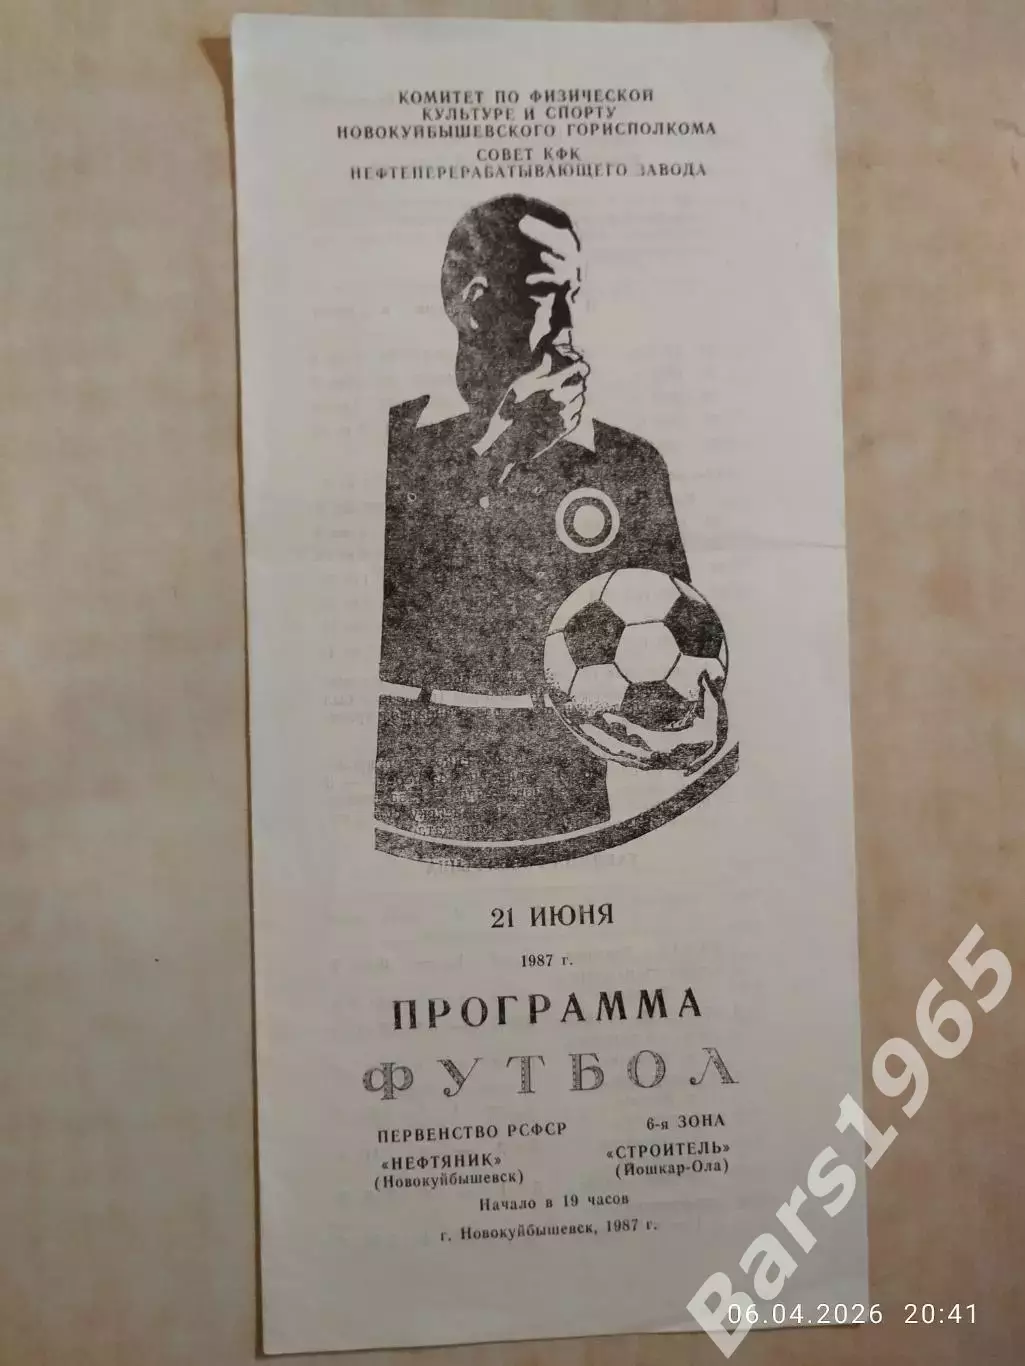 КОМИТЕТ ПО ФИЗИЧЕСКОЙ
КУЛЬТУРЕ И СПОРТУ
НОВОКУЙБЫШЕВСКОГО ГОРИСПОЛКОМА
СОВЕТ КФК
НЕФТЕПЕРЕРАБАТЫВАЮЩЕГО ЗАВОДА
21 ИЮНЯ
1987 г.
ПРОГРАММА
ФУТБОЛ
ПЕРВЕНСТВО РСФСР 6-я ЗОНА
«НЕФТЯНИК» «СТРОИТЕЛЬ»
(Новокуйбышевск) (Йошкар-Ола)
Начало в 19 часов
г. Новокуйбышевск, 1987 г.
Bars1965
06.04.2026 20:41